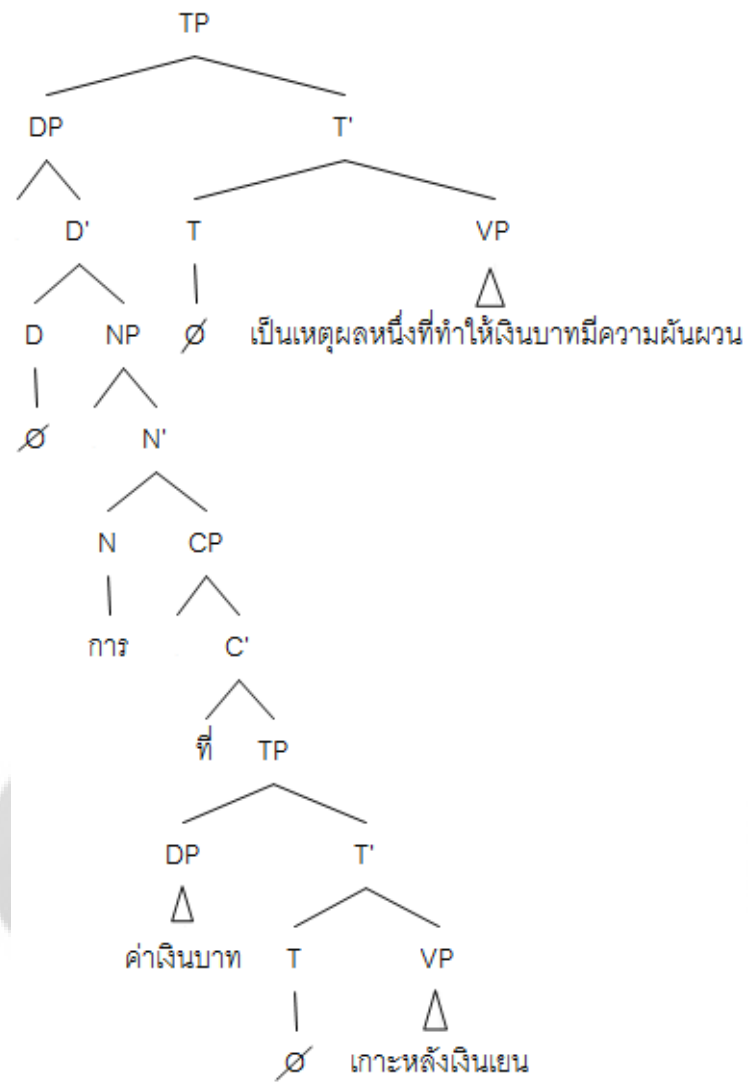 TP
DP T'
D' T VP
D NP Ø เป็นเหตุผลหนึ่งที่ทำให้เงินบาทมีความผันผวน
Ø N'
N CP
การ C'
ที่ TP
DP T'
ค่าเงินบาท T VP
Ø เกาะหลังเงินเยน